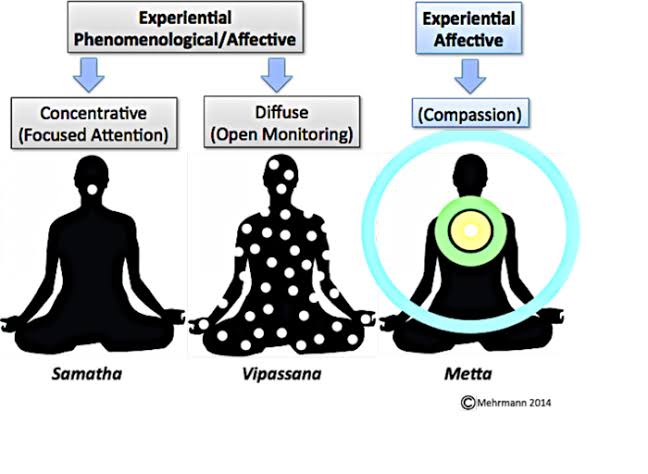 Experiential
Phenomenological/Affective
Experiential
Affective
Concentrative
(Focused Attention)
Diffuse
(Open Monitoring)
(Compassion)
Samatha
Vipassana
Metta
©Mehrmann 2014